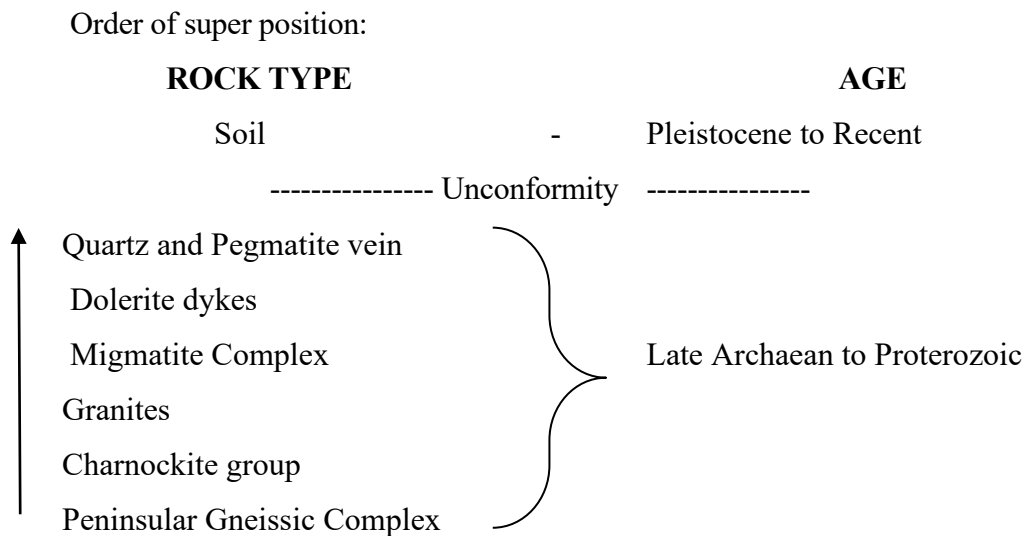 Order of super position:
ROCK TYPE AGE
Soil - Pleistocene to Recent
---------------- Unconformity ----------------
Quartz and Pegmatite vein
Dolerite dykes
Migmatite Complex Late Archaean to Proterozoic
Granites
Charnockite group
Peninsular Gneissic Complex